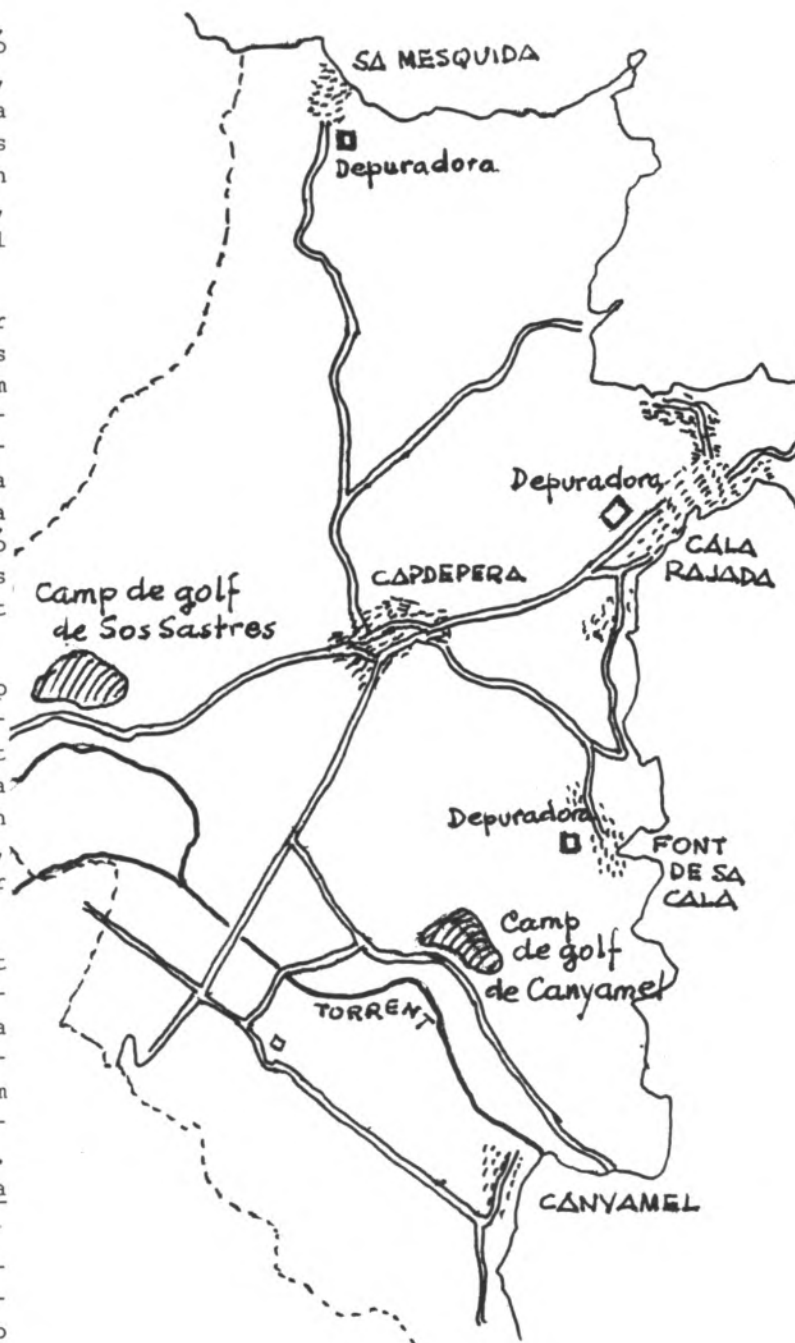 SA MESQUIDA
Depuradora
Depuradora
CALA
RAJADA
CAPDEPERA
Camp de golf
de Sos Sastres
Depuradora
FONT
DE SA
CALA
Camp
de golf
de Canyamel
TORRENT
CANYAMEL